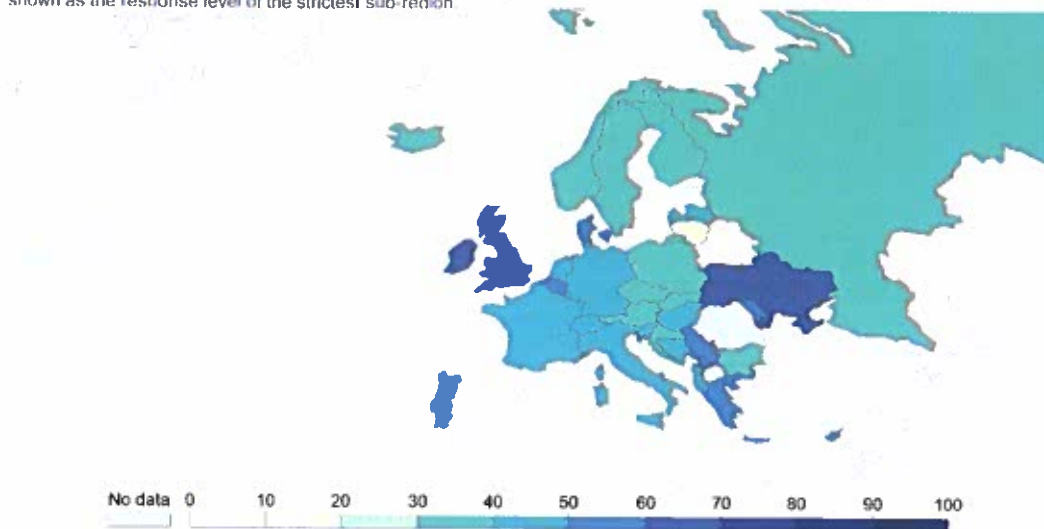 shown as the response level of the strictest sub-region
No data 0 10 20 30 40 50 60 70 80 90 100